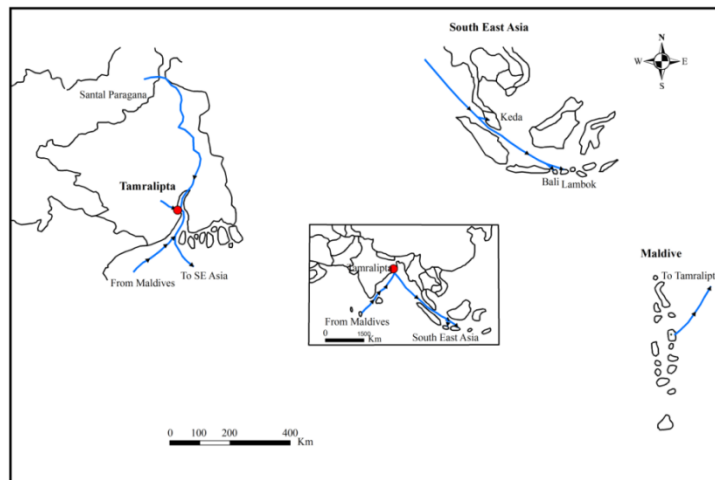 South East Asia
N
W
E
S
Santal Paragana
Keda
Tamralipta
Bali
Lambok
From Maldives
To SE Asia
Maldive
To Tamralipt
Tamralipta
From Maldives
0
1500
Km
South East Asia
0 100 200 400
Km